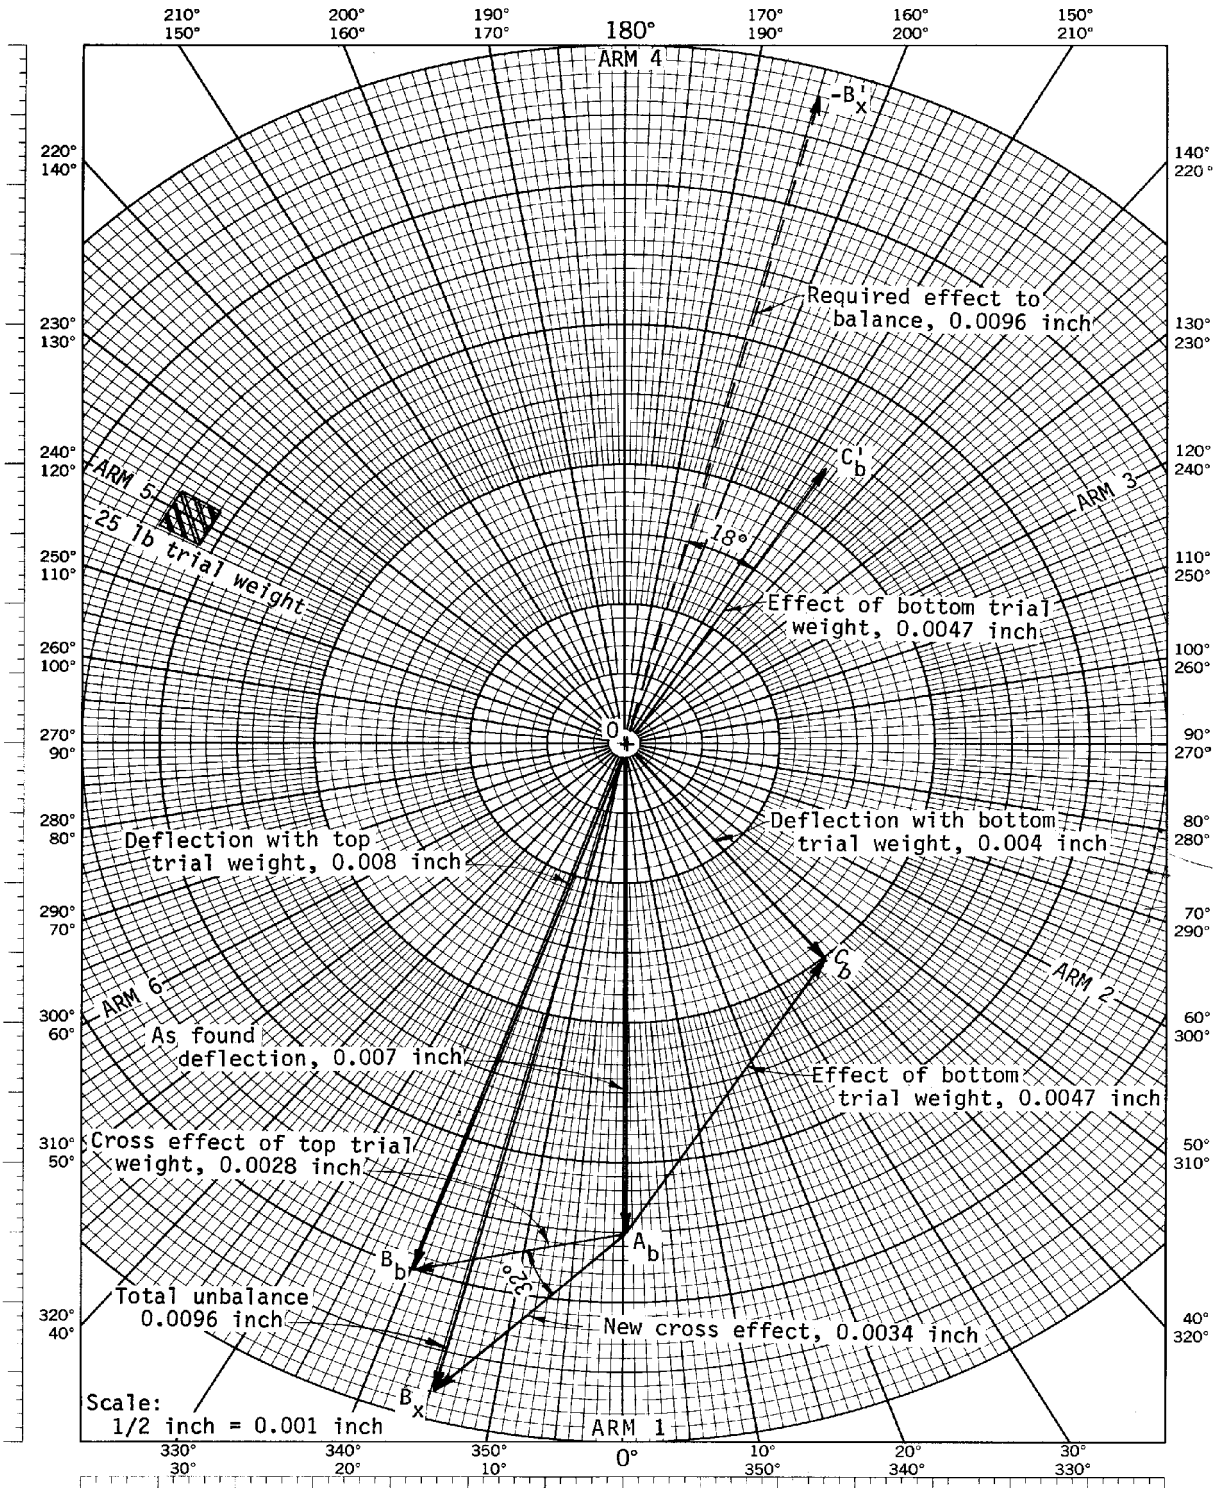 210° 200° 190° 180° 170° 160° 150°
150° 160° 170° 190° 200° 210°
ARM 4
-B'x
220°
140°
140°
220°
Required effect to
balance, 0.0096 inch
230°
130°
130°
230°
240°
120°
C'b
120°
240°
ARM 5
ARM 3
25 lb trial weight
18°
250°
110°
110°
250°
Effect of bottom trial
weight, 0.0047 inch
260°
100°
100°
260°
O
270°
90°
90°
270°
280°
80°
80°
280°
Deflection with bottom
trial weight, 0.004 inch
Deflection with top
trial weight, 0.008 inch
290°
70°
70°
290°
Cb
ARM 6
ARM 2
300°
60°
60°
300°
As found
deflection, 0.007 inch
Effect of bottom
trial weight, 0.0047 inch
310°
50°
50°
310°
Cross effect of top trial
weight, 0.0028 inch
Ab
Bb
32°
Total unbalance
0.0096 inch
320°
40°
40°
320°
New cross effect, 0.0034 inch
Bx
Scale:
1/2 inch = 0.001 inch
ARM 1
330° 340° 350° 0° 10° 20° 30°
30° 20° 10° 350° 340° 330°